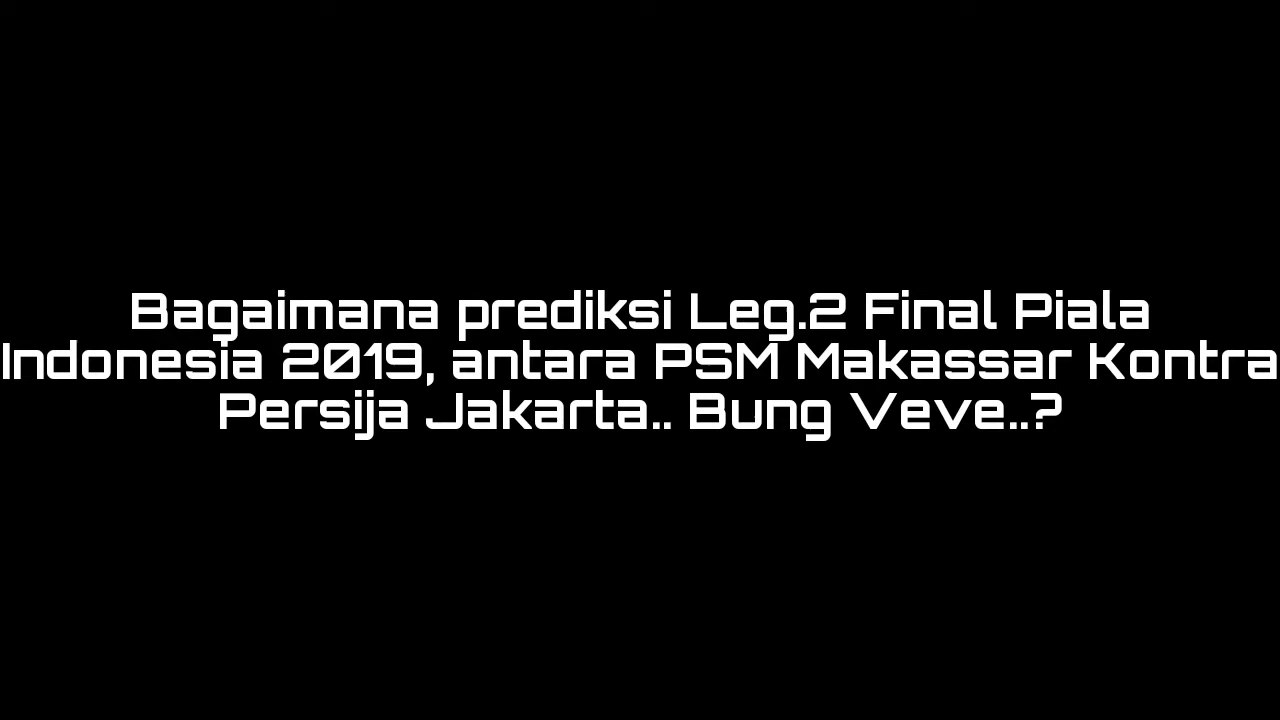 Bagaimana prediksi Leg.2 Final Piala
Indonesia 2019, antara PSM Makassar Kontra
Persija Jakarta.. Bung Veve..?